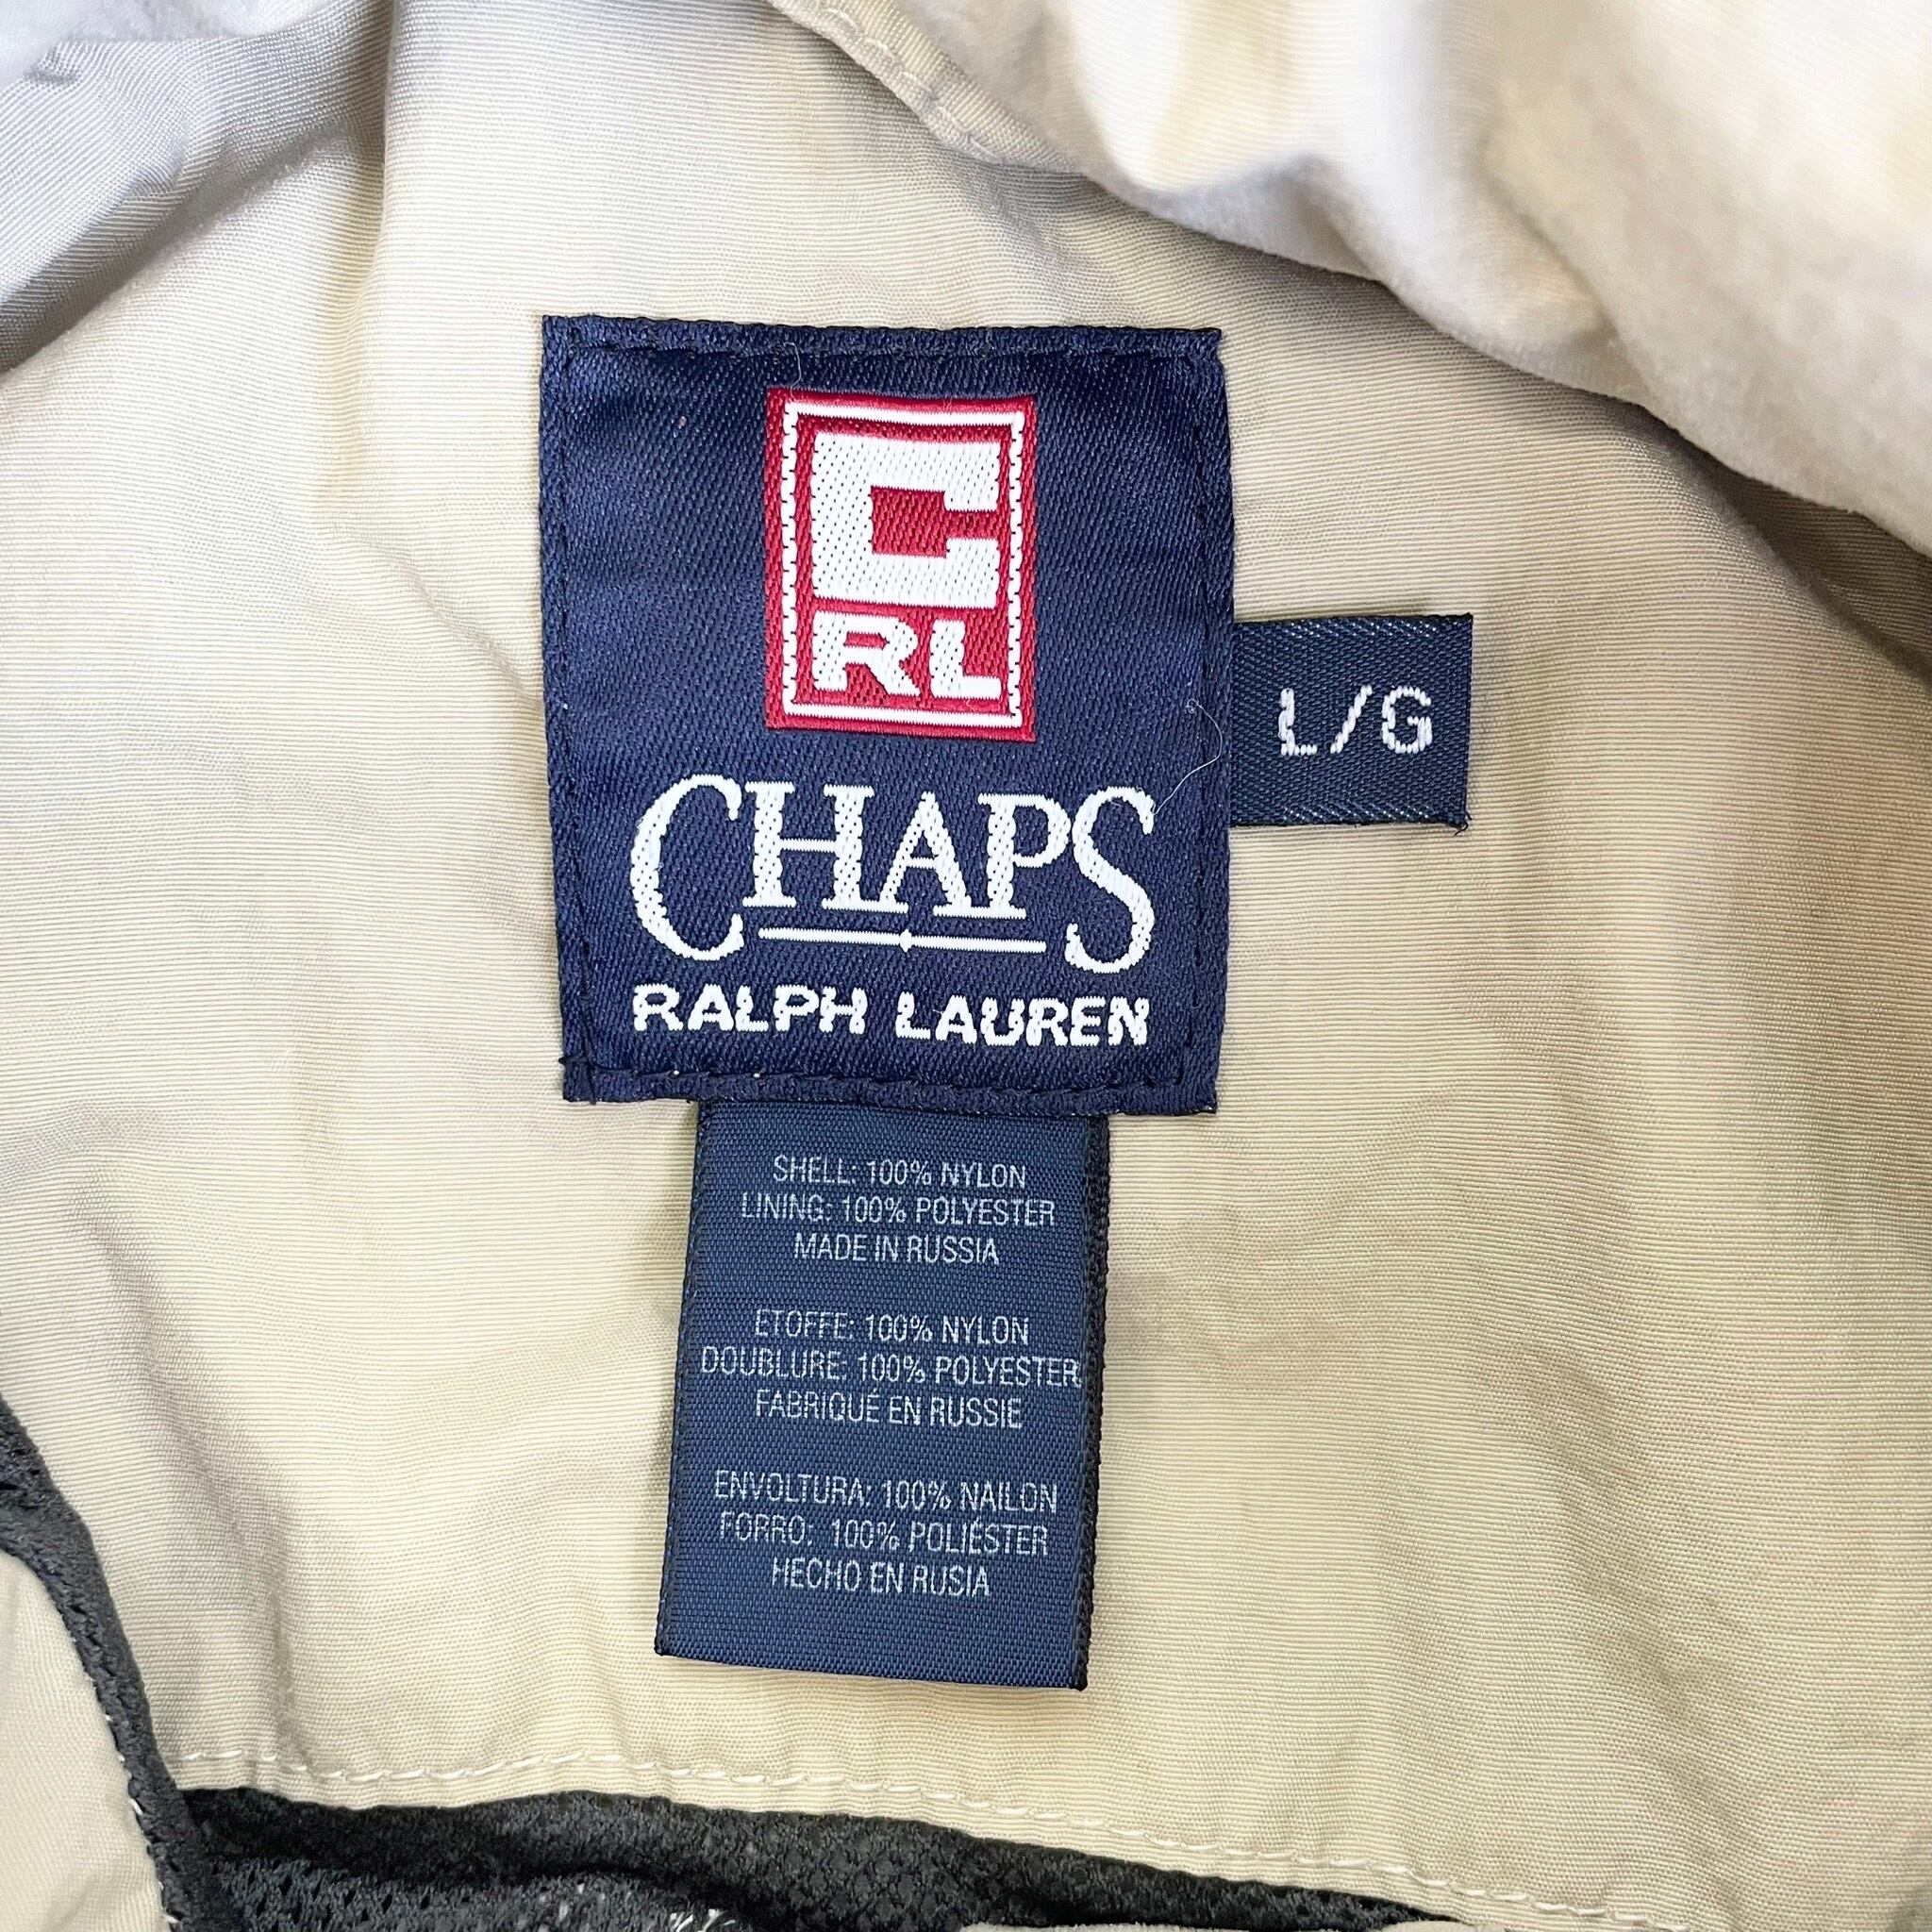 C
RL
CHAPS
RALPH LAUREN
L/G
SHELL: 100% NYLON
LINING: 100% POLYESTER
MADE IN RUSSIA
ETOFFE: 100% NYLON
DOUBLURE: 100% POLYESTER
FABRIQUÉ EN RUSSIE
ENVOLTURA: 100% NAILON
FORRO: 100% POLIÉSTER
HECHO EN RUSIA